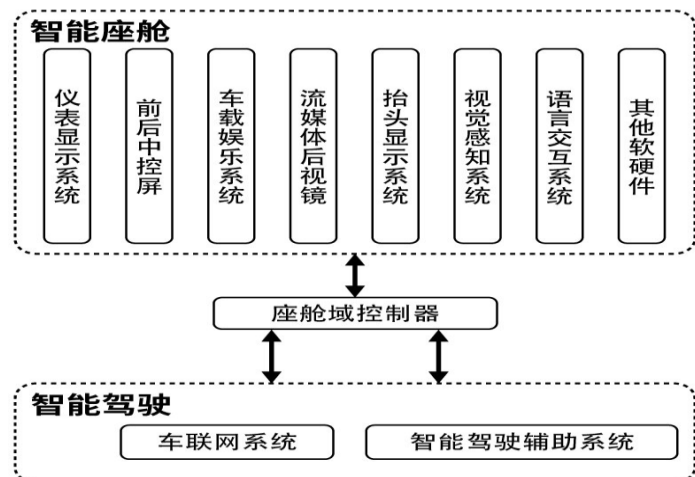 智能座舱
仪表显示系统
前后中控屏
车载娱乐系统
流媒体后视镜
抬头显示系统
视觉感知系统
语言交互系统
其他软硬件
座舱域控制器
智能驾驶
车联网系统
智能驾驶辅助系统